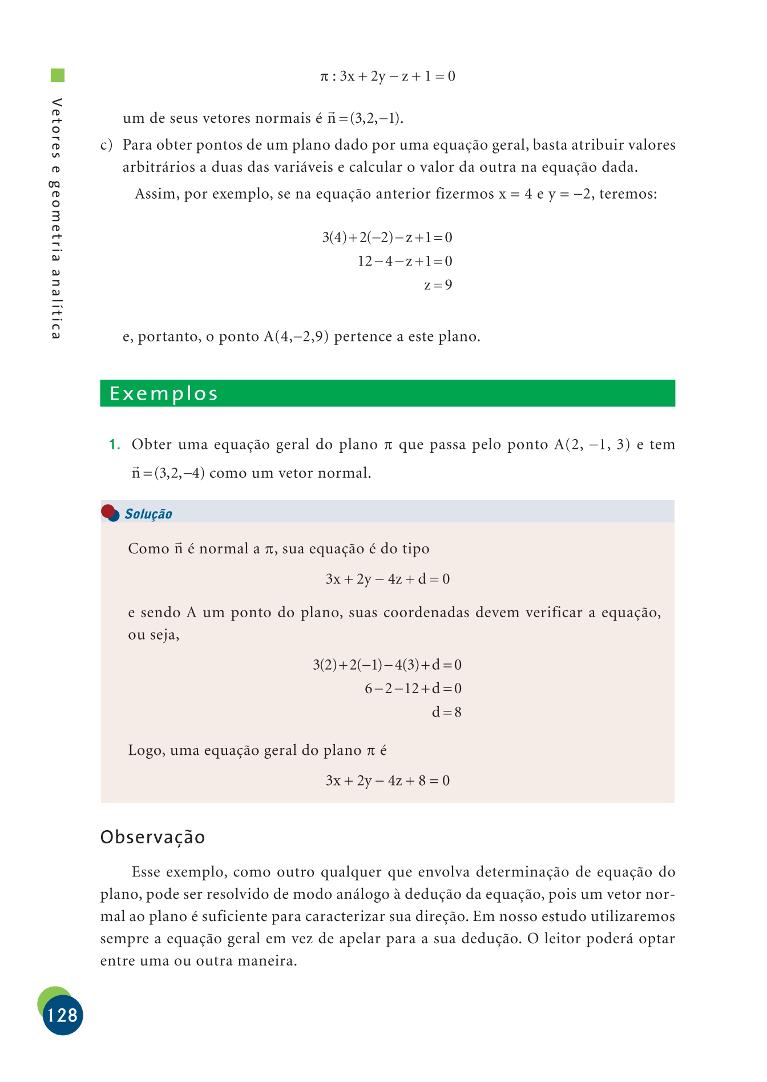 π : 3x + 2y − z + 1 = 0
um de seus vetores normais é n⃗ = (3,2,−1).
c) Para obter pontos de um plano dado por uma equação geral, basta atribuir valores
arbitrários a duas das variáveis e calcular o valor da outra na equação dada.
Assim, por exemplo, se na equação anterior fizermos x = 4 e y = −2, teremos:
3(4)+2(−2)−z+1=0
12−4−z+1=0
z=9
e, portanto, o ponto A(4,−2,9) pertence a este plano.
Exemplos
1. Obter uma equação geral do plano π que passa pelo ponto A(2, −1, 3) e tem
n⃗ = (3,2,−4) como um vetor normal.
Solução
Como n⃗ é normal a π, sua equação é do tipo
3x + 2y − 4z + d = 0
e sendo A um ponto do plano, suas coordenadas devem verificar a equação,
ou seja,
3(2)+2(−1)−4(3)+d=0
6−2−12+d=0
d=8
Logo, uma equação geral do plano π é
3x + 2y − 4z + 8 = 0
Observação
Esse exemplo, como outro qualquer que envolva determinação de equação do
plano, pode ser resolvido de modo análogo à dedução da equação, pois um vetor nor-
mal ao plano é suficiente para caracterizar sua direção. Em nosso estudo utilizaremos
sempre a equação geral em vez de apelar para a sua dedução. O leitor poderá optar
entre uma ou outra maneira.
Vetores e geometria analítica
128